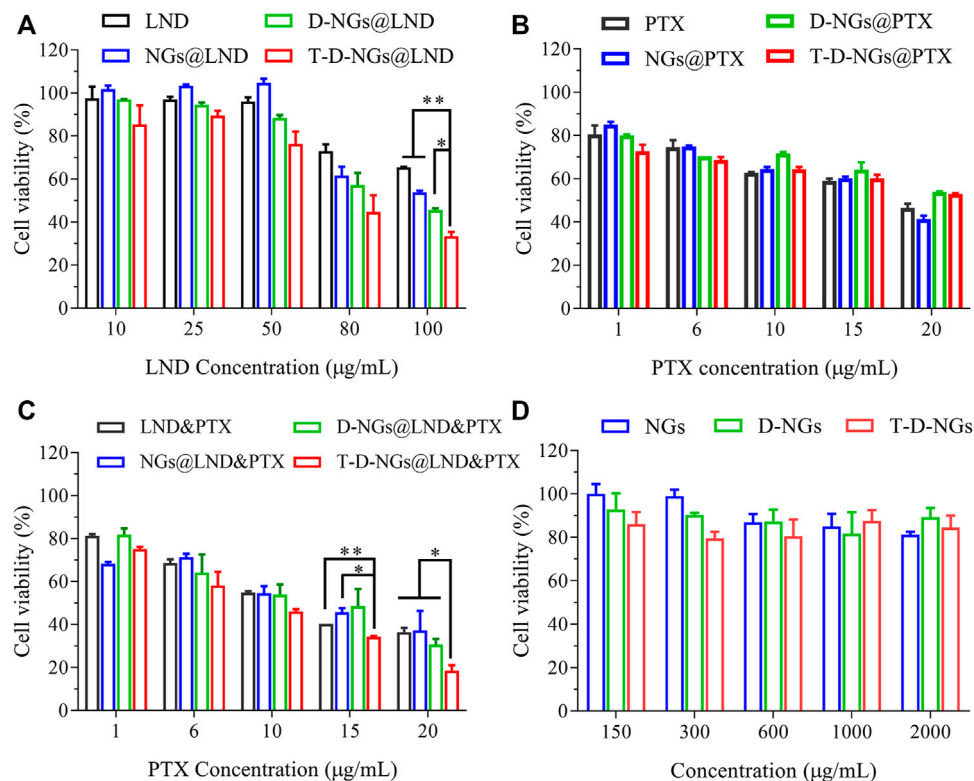 A
LND
D-NGs@LND
NGs@LND
T-D-NGs@LND
120
100
80
60
40
20
0
Cell viability (%)
**
*
10 25 50 80 100
LND Concentration (μg/mL)
B
PTX
D-NGs@PTX
NGs@PTX
T-D-NGs@PTX
120
100
80
60
40
20
0
Cell viability (%)
1 6 10 15 20
PTX concentration (μg/mL)
C
LND&PTX
D-NGs@LND&PTX
NGs@LND&PTX
T-D-NGs@LND&PTX
100
80
60
40
20
0
Cell viability (%)
**
*
*
1 6 10 15 20
PTX Concentration (μg/mL)
D
NGs
D-NGs
T-D-NGs
120
100
80
60
40
20
0
Cell viability (%)
150 300 600 1000 2000
Concentration (μg/mL)